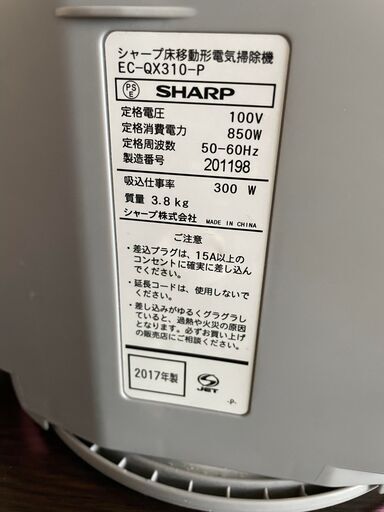 シャープ床移動形電気掃除機
EC-QX310-P
PS
E
SHARP
定格電圧 100V
定格消費電力 850W
定格周波数 50-60Hz
製造番号 201198
吸込仕事率 300 W
質量 3.8kg
シャープ株式会社 MADE IN CHINA
ご注意
・差込プラグは、15A以上の
コンセントに確実に差し込ん
でください。
・延長コードは、使用しないで
ください。
・差し込みがゆるくグラグラし
ていると、過熱や火災の原因
となります。必ずお買い上げ
の販売店にご相談ください。
2017年製
JET
-P-